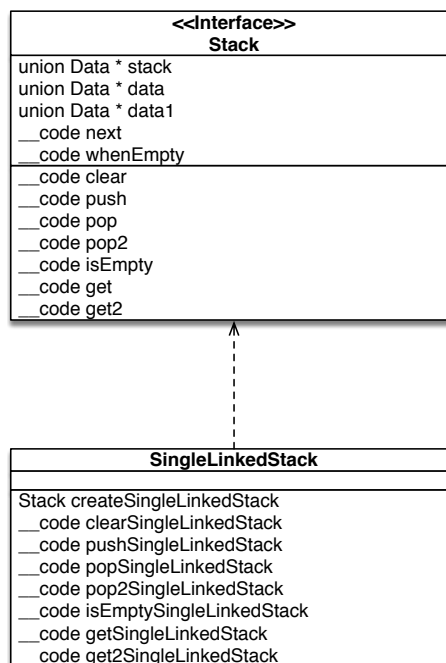 <<Interface>>
Stack
union Data * stack
union Data * data
union Data * data1
__code next
__code whenEmpty
__code clear
__code push
__code pop
__code pop2
__code isEmpty
__code get
__code get2
SingleLinkedStack
Stack createSingleLinkedStack
__code clearSingleLinkedStack
__code pushSingleLinkedStack
__code popSingleLinkedStack
__code pop2SingleLinkedStack
__code isEmptySingleLinkedStack
__code getSingleLinkedStack
__code get2SingleLinkedStack